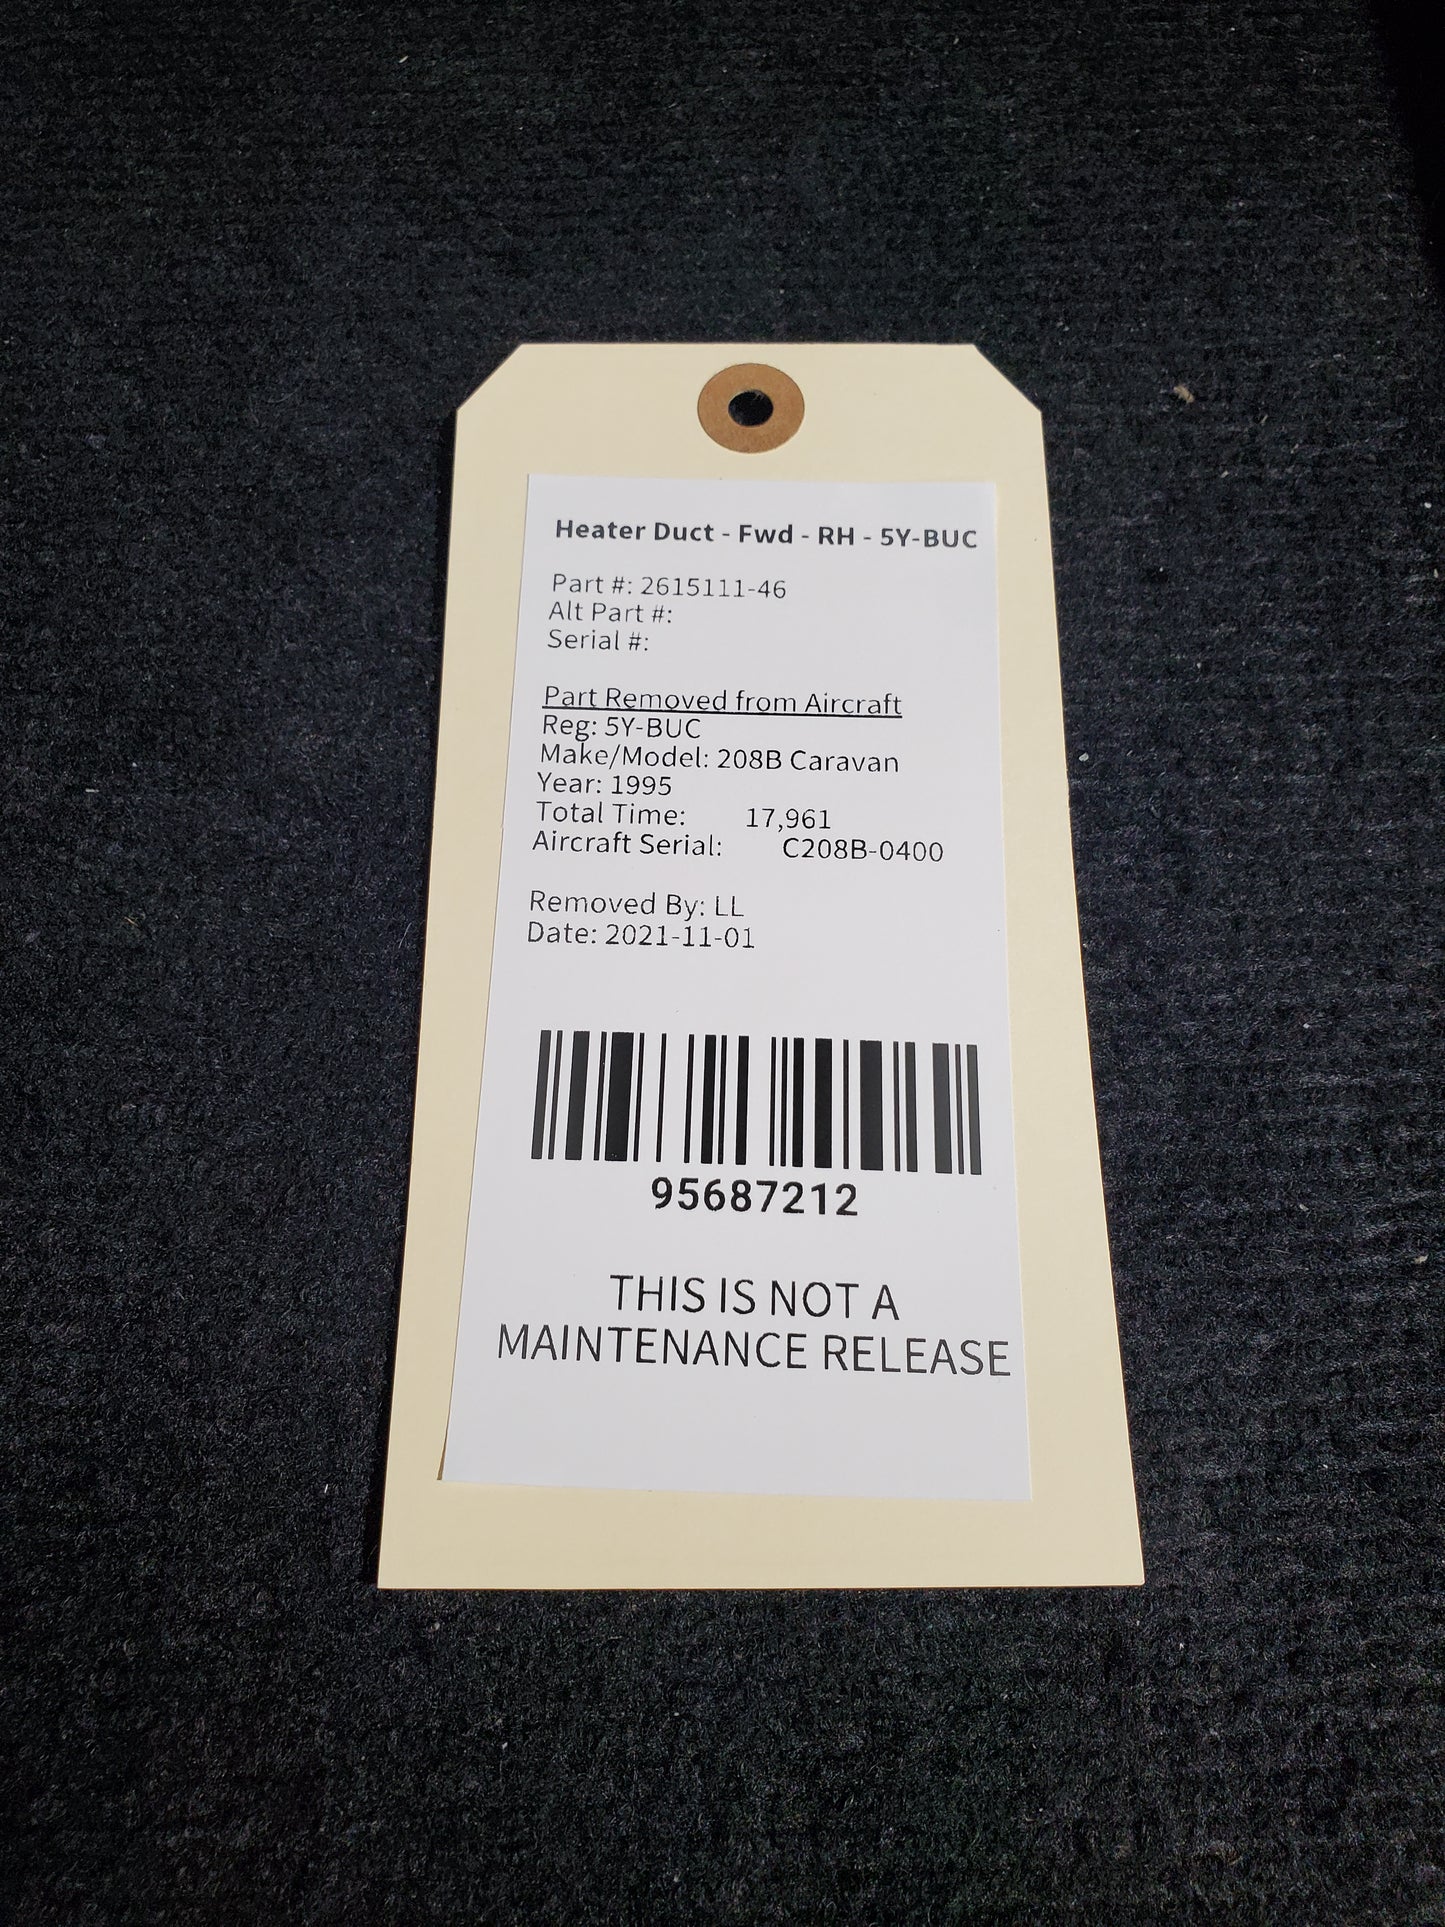 Heater Duct - Fwd - RH - 5Y-BUC
Part #: 2615111-46
Alt Part #:
Serial #:
Part Removed from Aircraft
Reg: 5Y-BUC
Make/Model: 208B Caravan
Year: 1995
Total Time: 17,961
Aircraft Serial: C208B-0400
Removed By: LL
Date: 2021-11-01
95687212
THIS IS NOT A
MAINTENANCE RELEASE